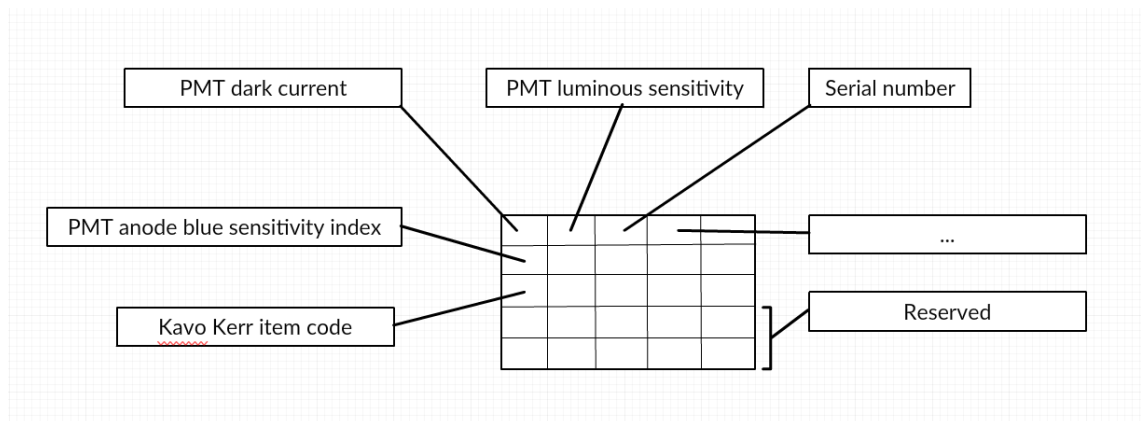 PMT dark current
PMT luminous sensitivity
Serial number
PMT anode blue sensitivity index
...
Kavo Kerr item code
Reserved